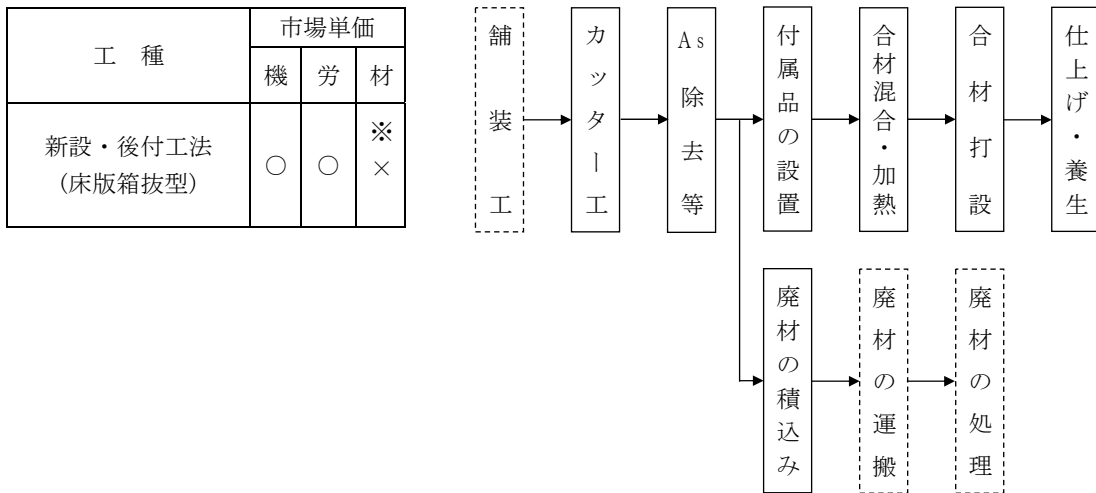 工 種
市場単価
機 労 材
新設・後付工法
(床版箱抜型)
○ ○ ※
×
舗装工
カッター工
As除去等
付属品の設置
合材混合・加熱
合材打設
仕上げ・養生
廃材の積込み
廃材の運搬
廃材の処理